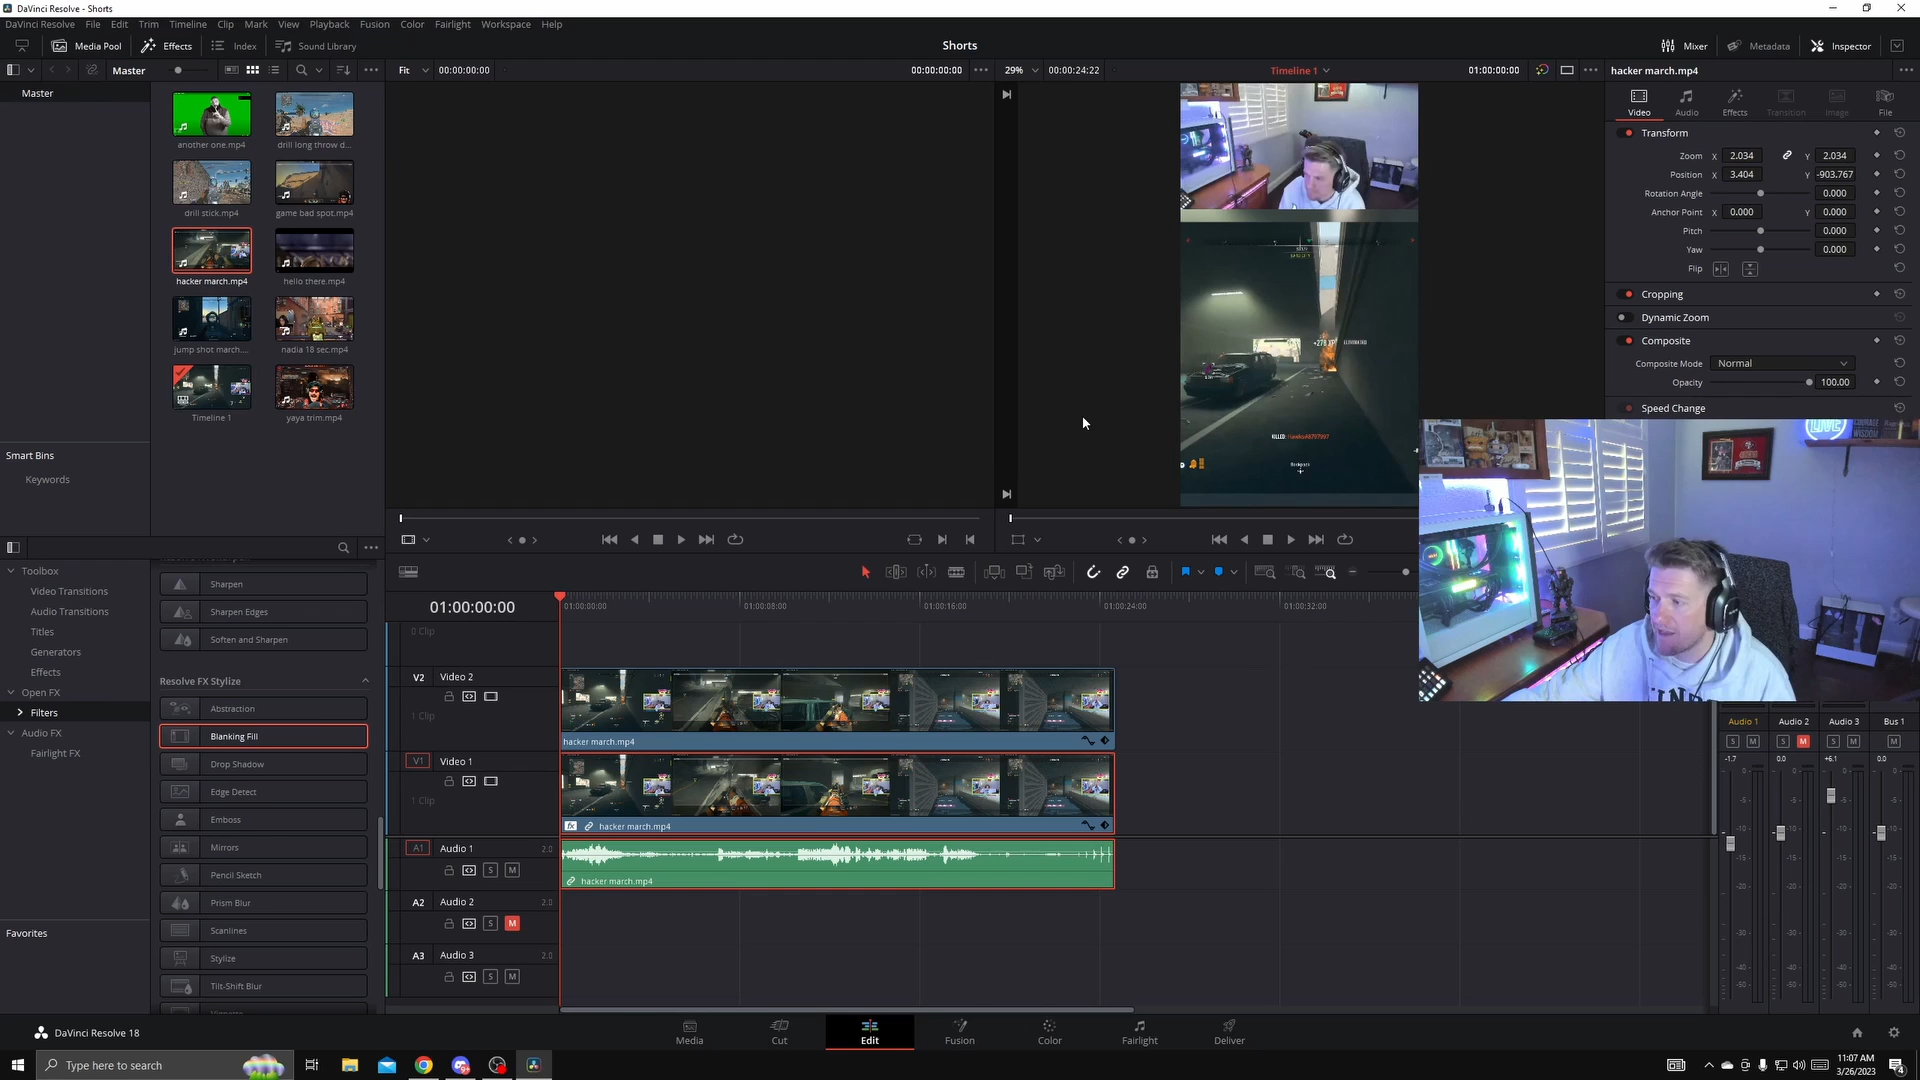 DaVinci Resolve - Shorts
DaVinci Resolve File Edit Trim Timeline Clip Mark View Playback Fusion Color Fairlight Workspace Help
Media Pool Effects Index Sound Library
Shorts
Mixer Metadata Inspector
Master
Fit 00:00:00:00
00:00:00:00
29% 00:00:24:22
Timeline 1
01:00:00:00
hacker march.mp4
Master
another one.mp4
drill long throw d...
drill stick.mp4
game bad spot.mp4
hacker march.mp4
hello there.mp4
jump shot march....
nadia 18 sec.mp4
Timeline 1
yaya trim.mp4
Smart Bins
Keywords
Video Audio Effects Transition Image File
Transform
Zoom X 2.034 Y 2.034
Position X 3.404 Y -903.767
Rotation Angle 0.000
Anchor Point X 0.000 Y 0.000
Pitch 0.000
Yaw 0.000
Flip
Cropping
Dynamic Zoom
Composite
Composite Mode Normal
Opacity 100.00
Speed Change
ELIMINATED
LIVE
Toolbox
Video Transitions
Audio Transitions
Titles
Generators
Effects
Open FX
Filters
Audio FX
Fairlight FX
Favorites
Sharpen
Sharpen Edges
Soften and Sharpen
Resolve FX Stylize
Abstraction
Blanking Fill
Drop Shadow
Edge Detect
Emboss
Mirrors
Pencil Sketch
Prism Blur
Scanlines
Stylize
Tilt-Shift Blur
01:00:00:00
01:00:00:00 01:00:08:00 01:00:16:00 01:00:24:00 01:00:32:00
0 Clip
V2 Video 2
1 Clip
hacker march.mp4
V1 Video 1
1 Clip
fx hacker march.mp4
A1 Audio 1 2.0
S M
hacker march.mp4
A2 Audio 2 2.0
S M
A3 Audio 3 2.0
S M
Audio 1 Audio 2 Audio 3 Bus 1
S M S M S M M
-1.7 0.0 +6.1 0.0
DaVinci Resolve 18
Media Cut Edit Fusion Color Fairlight Deliver
Type here to search
11:07 AM
3/26/2023